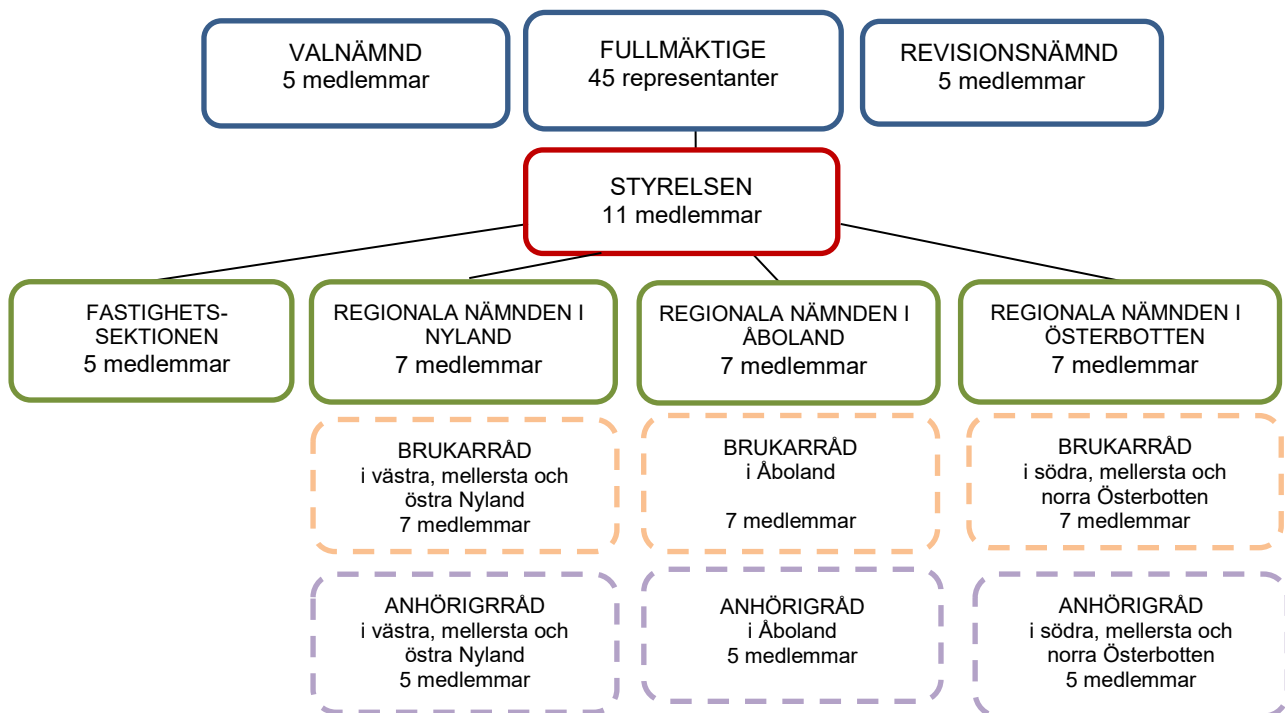 VALNÄMND
5 medlemmar
FULLMÄKTIGE
45 representanter
REVISIONSNÄMND
5 medlemmar
STYRELSEN
11 medlemmar
FASTIGHETS-
SEKTIONEN
5 medlemmar
REGIONALA NÄMNDEN I
NYLAND
7 medlemmar
REGIONALA NÄMNDEN I
ÅBOLAND
7 medlemmar
REGIONALA NÄMNDEN I
ÖSTERBOTTEN
7 medlemmar
BRUKARRÅD
i västra, mellersta och
östra Nyland
7 medlemmar
BRUKARRÅD
i Åboland
7 medlemmar
BRUKARRÅD
i södra, mellersta och
norra Österbotten
7 medlemmar
ANHÖRIGRRÅD
i västra, mellersta och
östra Nyland
5 medlemmar
ANHÖRIGRÅD
i Åboland
5 medlemmar
ANHÖRIGRÅD
i södra, mellersta och
norra Österbotten
5 medlemmar